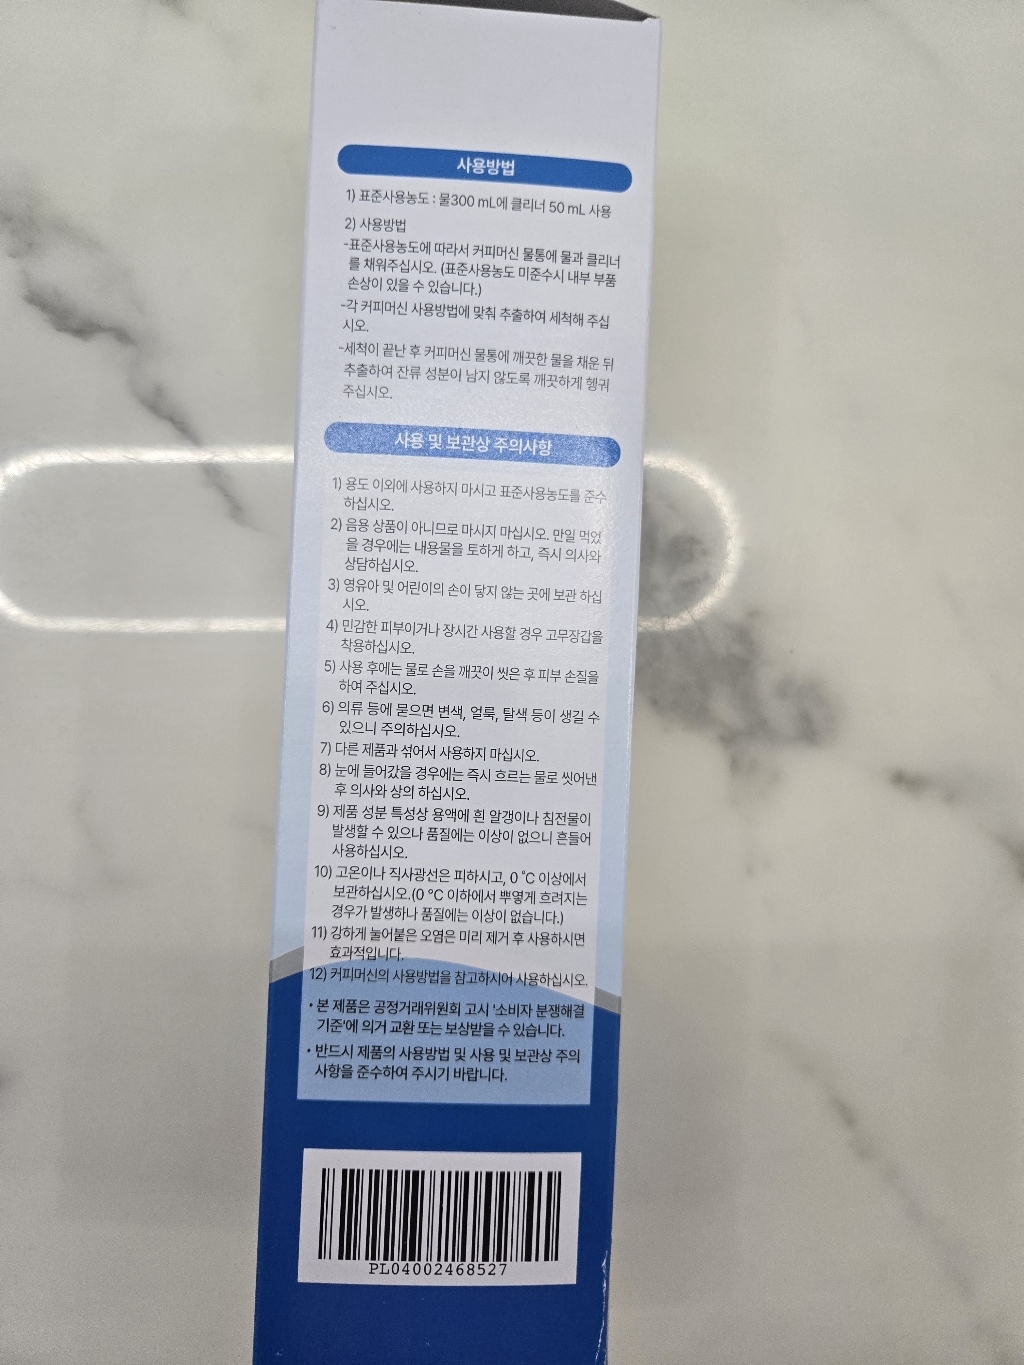 사용방법
1) 표준사용농도 : 물300 mL에 클리너 50 mL 사용
2) 사용방법
-표준사용농도에 따라서 커피머신 물통에 물과 클리너
를 채워주십시오. (표준사용농도 미준수시 내부 부품
손상이 있을 수 있습니다.)
-각 커피머신 사용방법에 맞춰 추출하여 세척해 주십
시오.
-세척이 끝난 후 커피머신 물통에 깨끗한 물을 채운 뒤
추출하여 잔류 성분이 남지 않도록 깨끗하게 헹궈
주십시오.
사용 및 보관상 주의사항
1) 용도 이외에 사용하지 마시고 표준사용농도를 준수
하십시오.
2) 음용 상품이 아니므로 마시지 마십시오. 만일 먹었
을 경우에는 내용물을 토하게 하고, 즉시 의사와
상담하십시오.
3) 영유아 및 어린이의 손이 닿지 않는 곳에 보관 하십
시오.
4) 민감한 피부이거나 장시간 사용할 경우 고무장갑을
착용하십시오.
5) 사용 후에는 물로 손을 깨끗이 씻은 후 피부 손질을
하여 주십시오.
6) 의류 등에 묻으면 변색, 얼룩, 탈색 등이 생길 수
있으니 주의하십시오.
7) 다른 제품과 섞어서 사용하지 마십시오.
8) 눈에 들어갔을 경우에는 즉시 흐르는 물로 씻어낸
후 의사와 상의 하십시오.
9) 제품 성분 특성상 용액에 흰 알갱이나 침전물이
발생할 수 있으나 품질에는 이상이 없으니 흔들어
사용하십시오.
10) 고온이나 직사광선은 피하시고, 0 ℃ 이상에서
보관하십시오.(0 ℃ 이하에서 뿌옇게 흐려지는
경우가 발생하나 품질에는 이상이 없습니다.)
11) 강하게 눌어붙은 오염은 미리 제거 후 사용하시면
효과적입니다.
12) 커피머신의 사용방법을 참고하시어 사용하십시오.
• 본 제품은 공정거래위원회 고시 '소비자 분쟁해결
기준'에 의거 교환 또는 보상받을 수 있습니다.
• 반드시 제품의 사용방법 및 사용 및 보관상 주의
사항을 준수하여 주시기 바랍니다.
PL04002468527